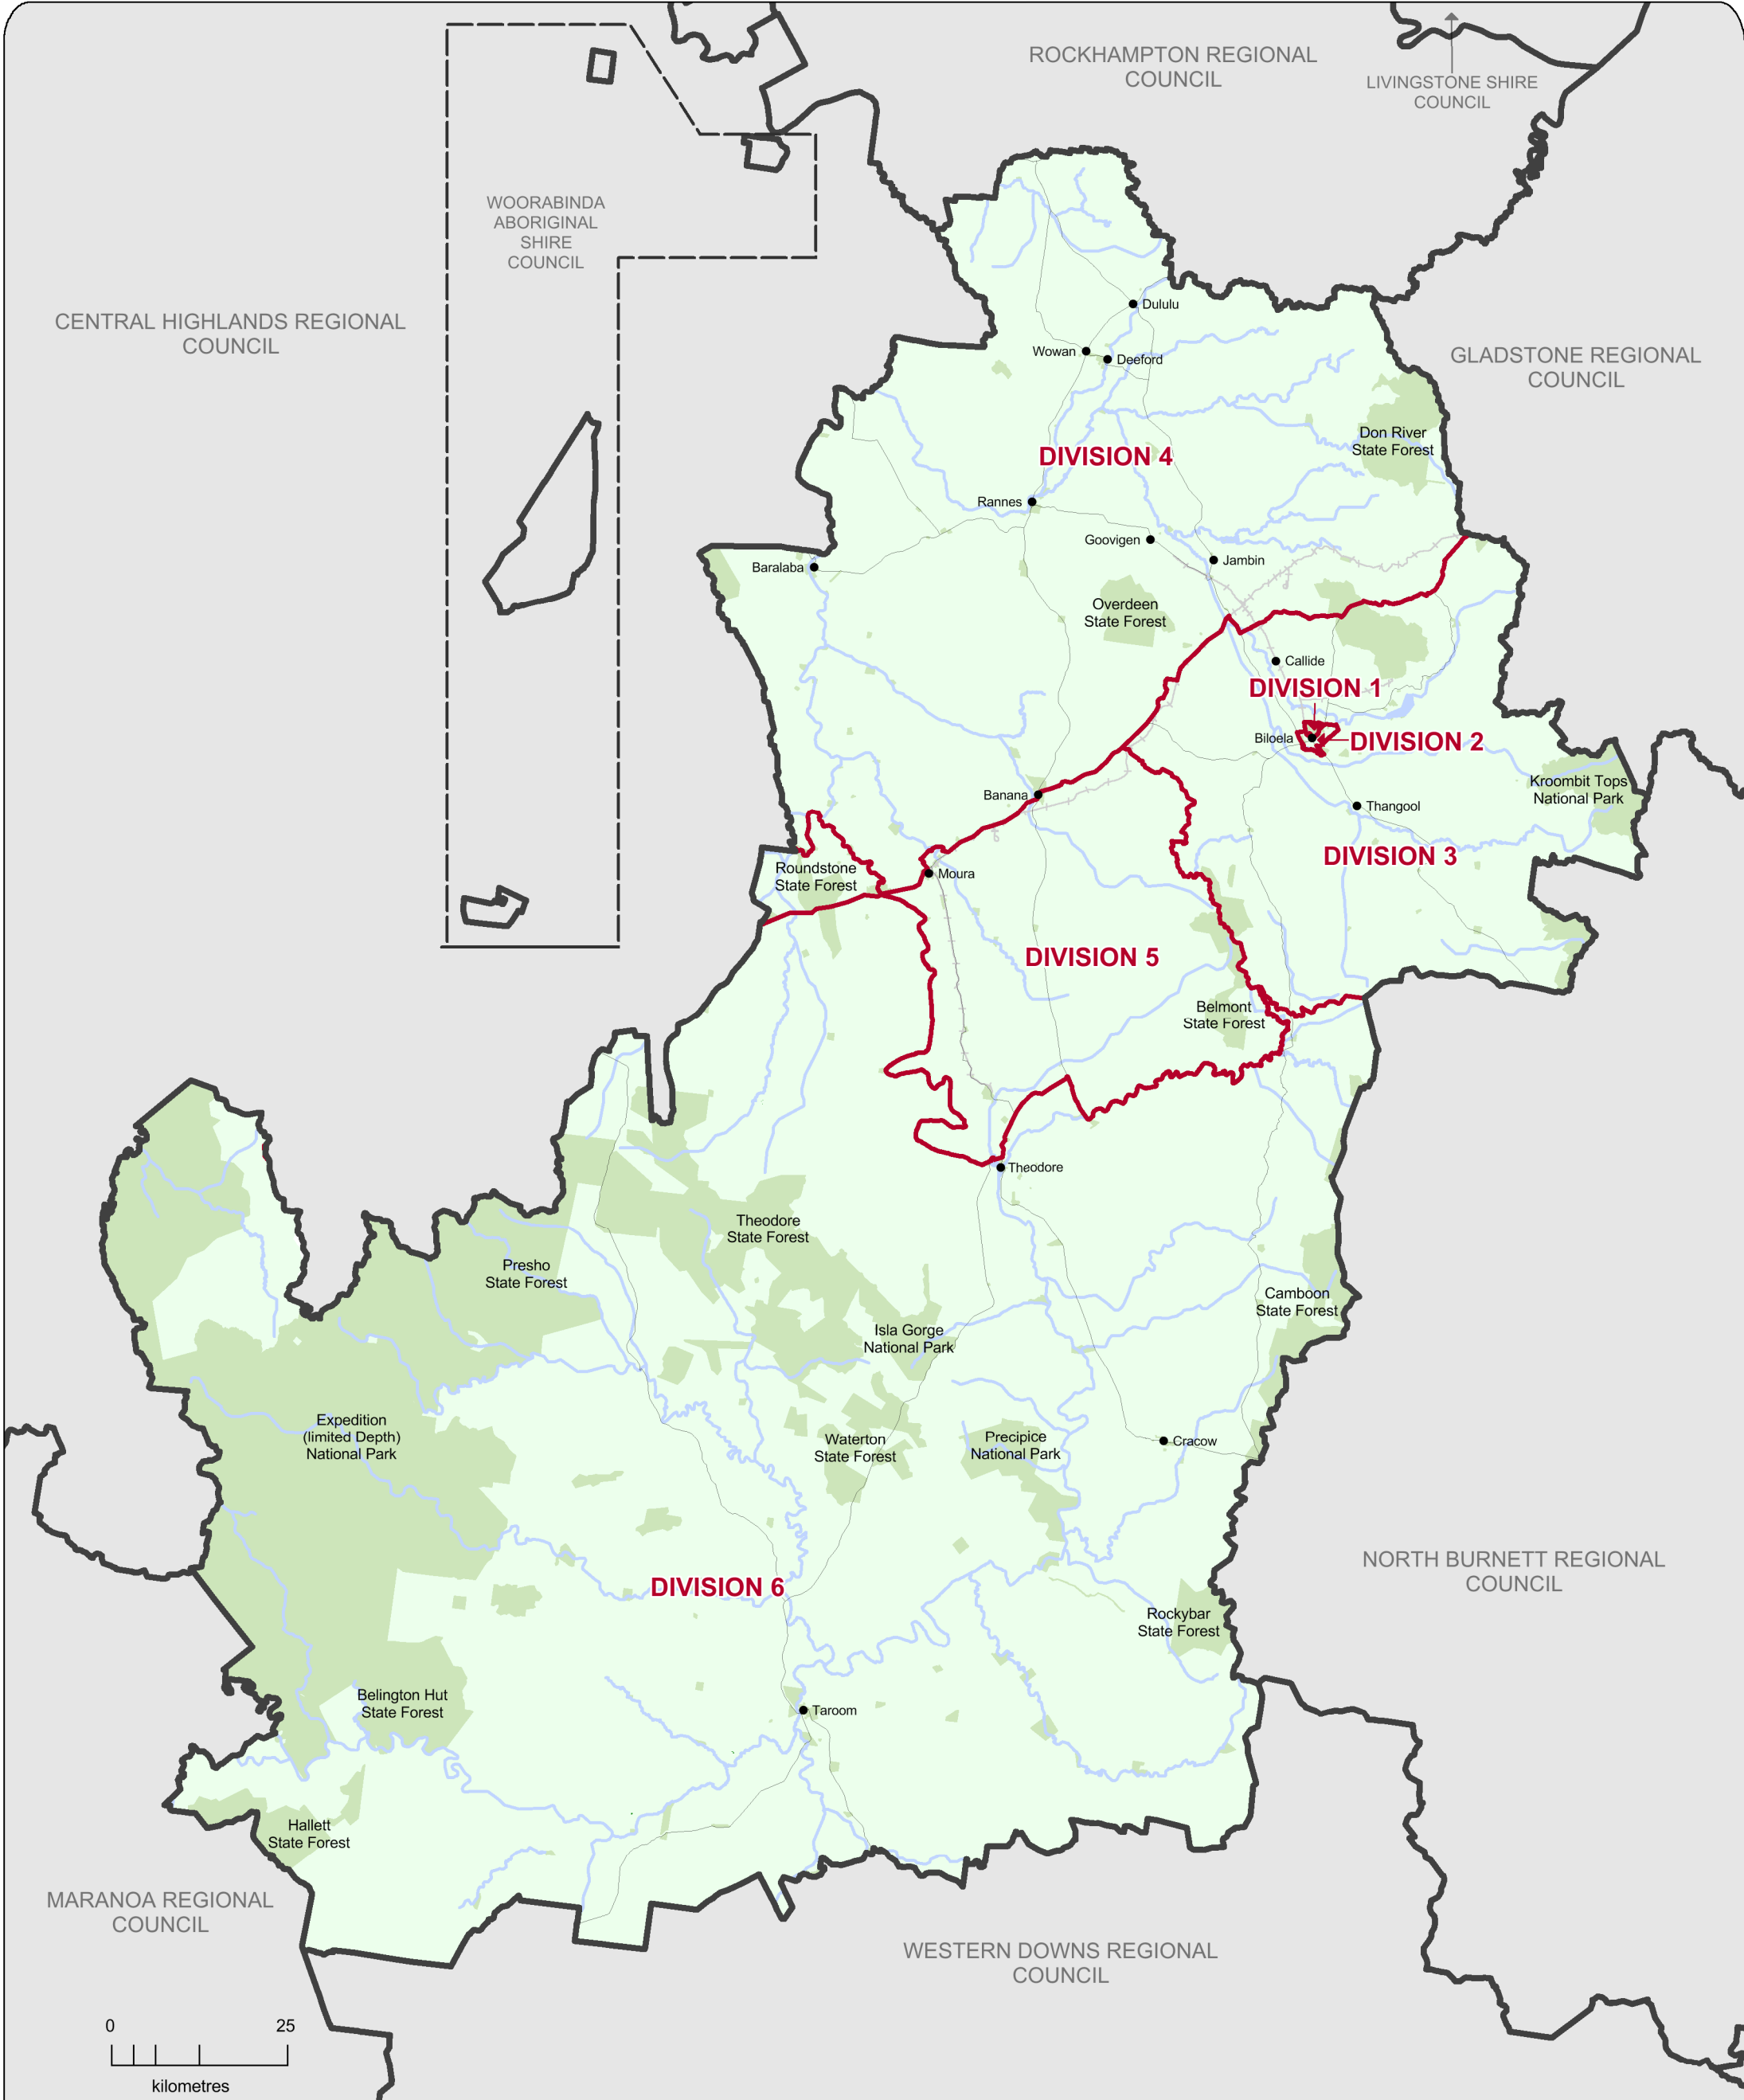 ROCKHAMPTON REGIONAL
COUNCIL
LIVINGSTONE SHIRE
COUNCIL
WOORABINDA
ABORIGINAL
SHIRE
COUNCIL
CENTRAL HIGHLANDS REGIONAL
COUNCIL
GLADSTONE REGIONAL
COUNCIL
Dululu
Wowan
Deeford
Don River
State Forest
DIVISION 4
Rannes
Goovigen
Jambin
Baralaba
Overdeen
State Forest
Callide
DIVISION 1
Biloela
DIVISION 2
Kroombit Tops
National Park
Banana
Thangool
DIVISION 3
Roundstone
State Forest
Moura
DIVISION 5
Belmont
State Forest
Theodore
Theodore
State Forest
Presho
State Forest
Camboon
State Forest
Isla Gorge
National Park
Expedition
(limited Depth)
National Park
Waterton
State Forest
Precipice
National Park
Cracow
NORTH BURNETT REGIONAL
COUNCIL
DIVISION 6
Rockybar
State Forest
Belington Hut
State Forest
Taroom
Hallett
State Forest
MARANOA REGIONAL
COUNCIL
WESTERN DOWNS REGIONAL
COUNCIL
0 25
kilometres